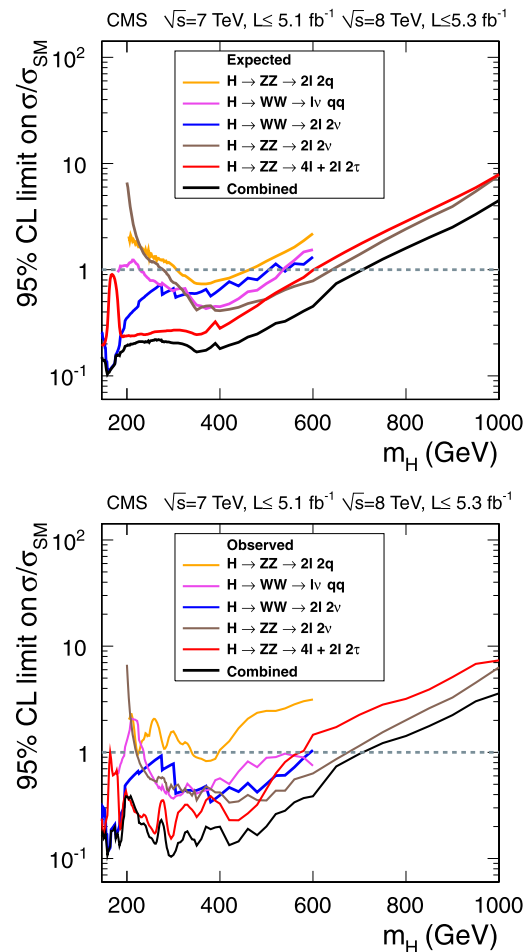 CMS √s=7 TeV, L≤ 5.1 fb⁻¹ √s=8 TeV, L≤5.3 fb⁻¹
95% CL limit on σ/σSM
10²
10
1
10⁻¹
Expected
H → ZZ → 2l 2q
H → WW → lν qq
H → WW → 2l 2ν
H → ZZ → 2l 2ν
H → ZZ → 4l + 2l 2τ
Combined
200 400 600 800 1000
mH (GeV)
CMS √s=7 TeV, L≤ 5.1 fb⁻¹ √s=8 TeV, L≤ 5.3 fb⁻¹
95% CL limit on σ/σSM
10²
10
1
10⁻¹
Observed
H → ZZ → 2l 2q
H → WW → lν qq
H → WW → 2l 2ν
H → ZZ → 2l 2ν
H → ZZ → 4l + 2l 2τ
Combined
200 400 600 800 1000
mH (GeV)